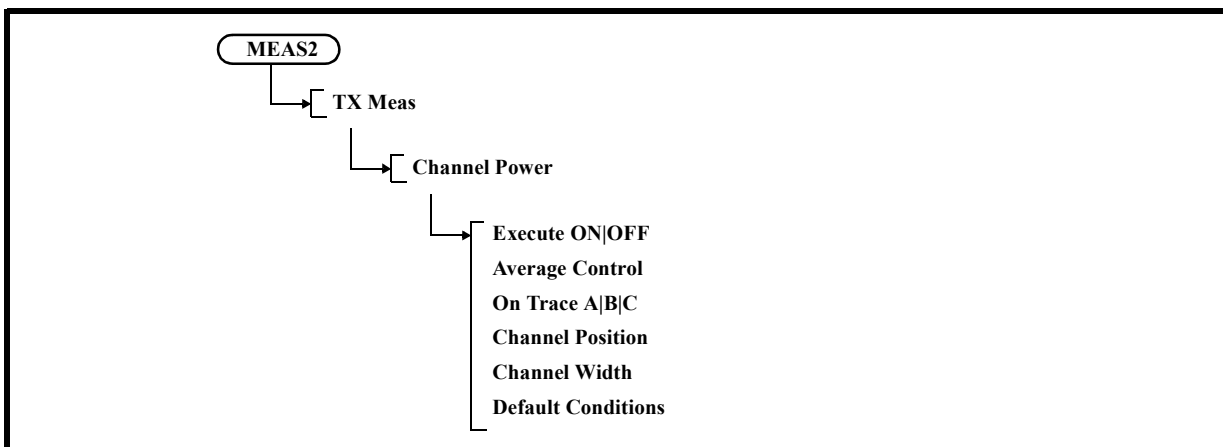 MEAS2
TX Meas
Channel Power
Execute ON|OFF
Average Control
On Trace A|B|C
Channel Position
Channel Width
Default Conditions